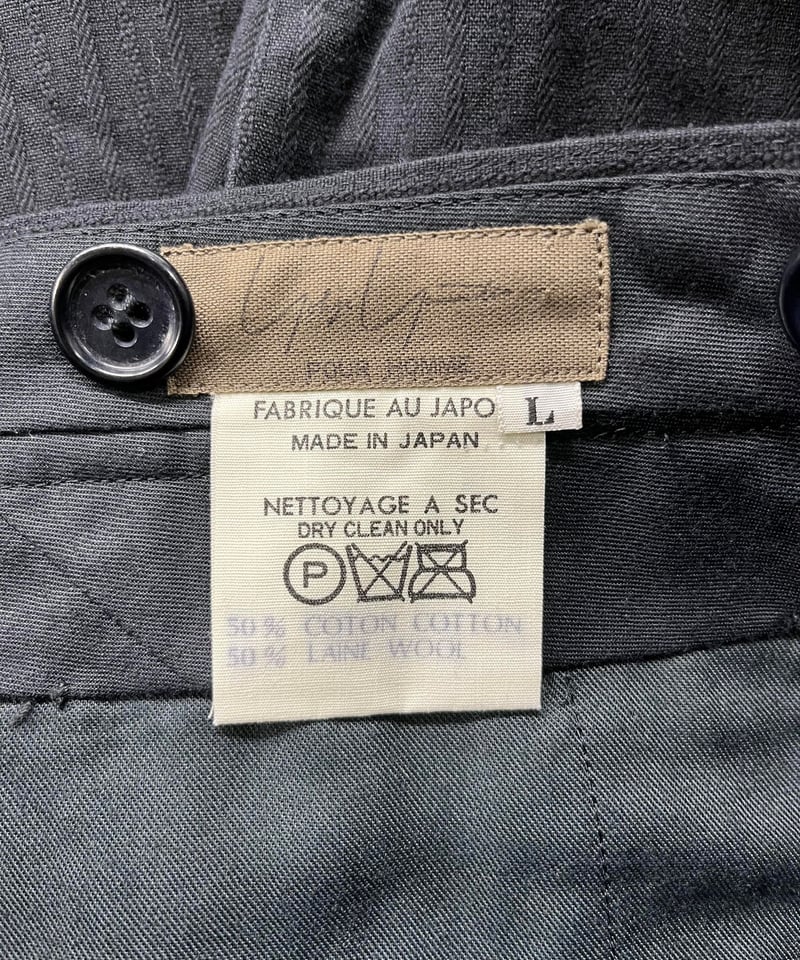 POUR HOMME
FABRIQUE AU JAPO
L
MADE IN JAPAN
NETTOYAGE A SEC
DRY CLEAN ONLY
P
50% COTON COTTON
50% LAINE WOOL